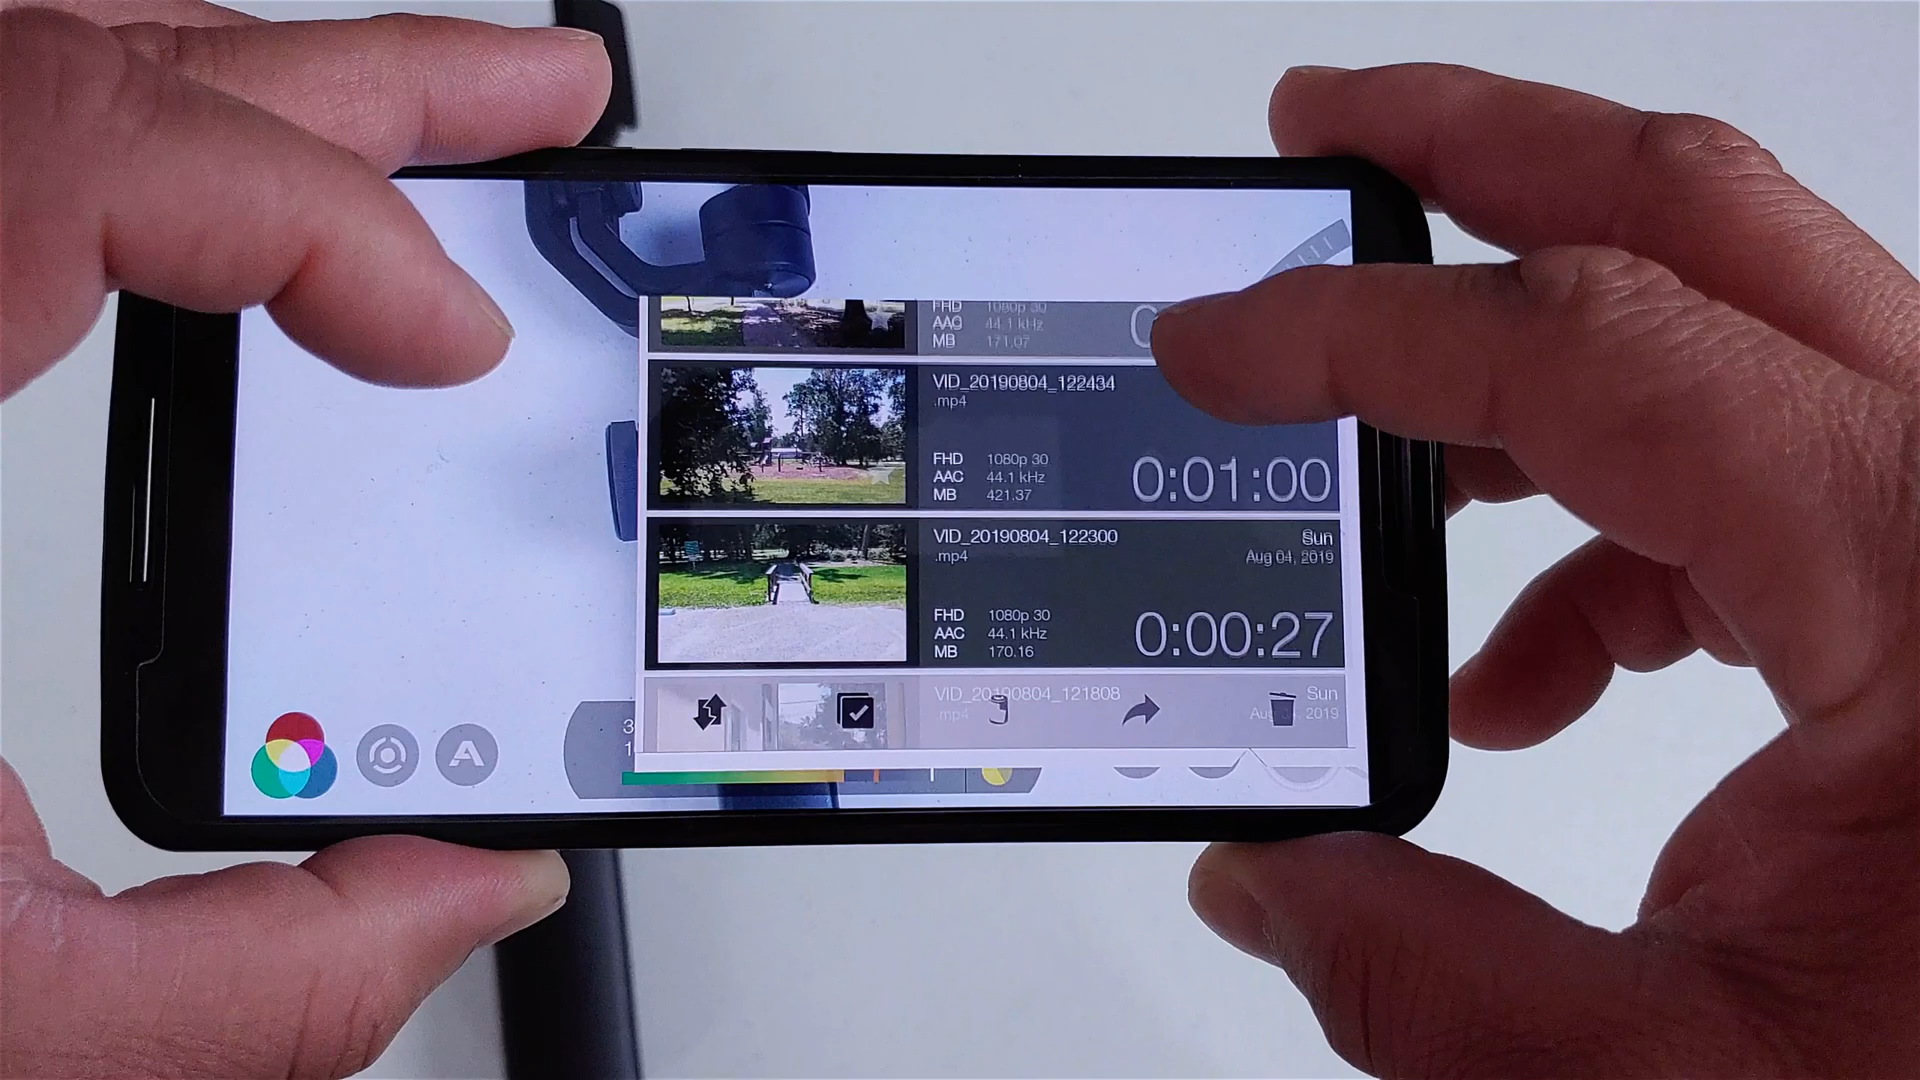 FHD 1080p 30
AAC 44.1 kHz
MB 171.07
VID_20190804_122434
.mp4
FHD 1080p 30
AAC 44.1 kHz
MB 421.37
0:01:00
VID_20190804_122300
.mp4
Sun
Aug 04, 2019
FHD 1080p 30
AAC 44.1 kHz
MB 170.16
0:00:27
VID_20190804_121808
.mp4
Sun
2019
A